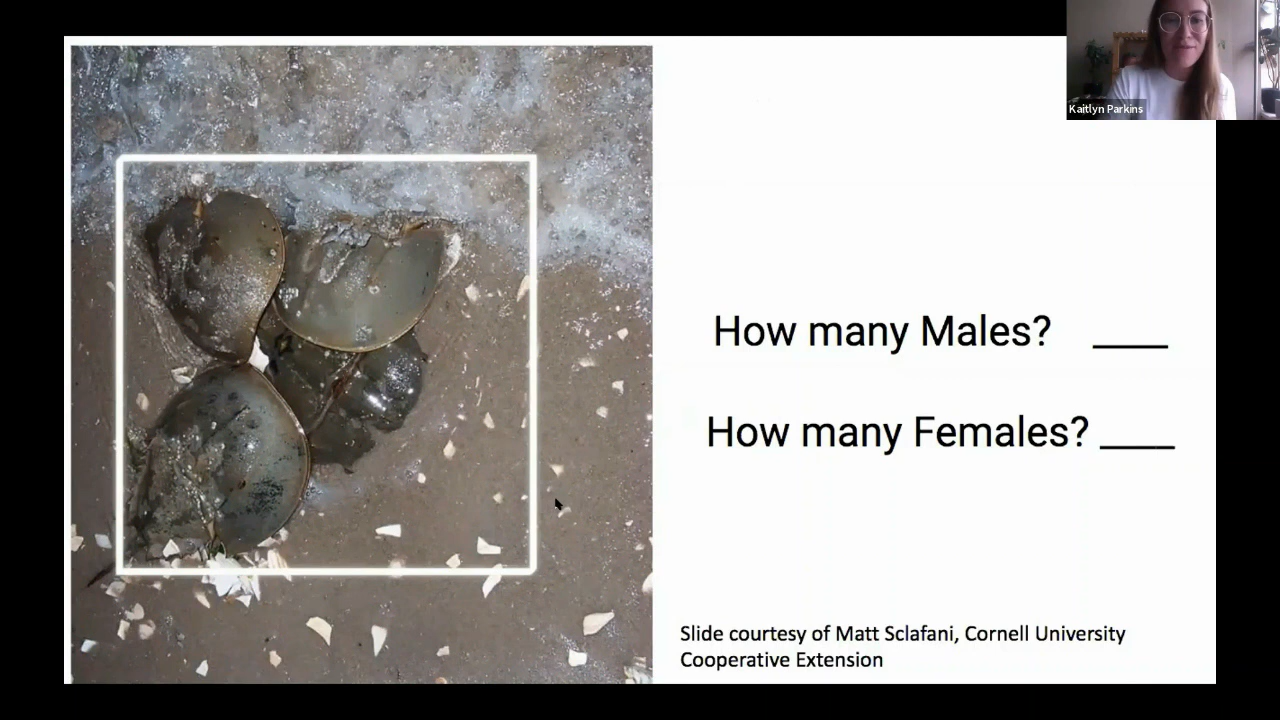 Kaitlyn Parkins
How many Males? ____
How many Females? ____
Slide courtesy of Matt Sclafani, Cornell University
Cooperative Extension